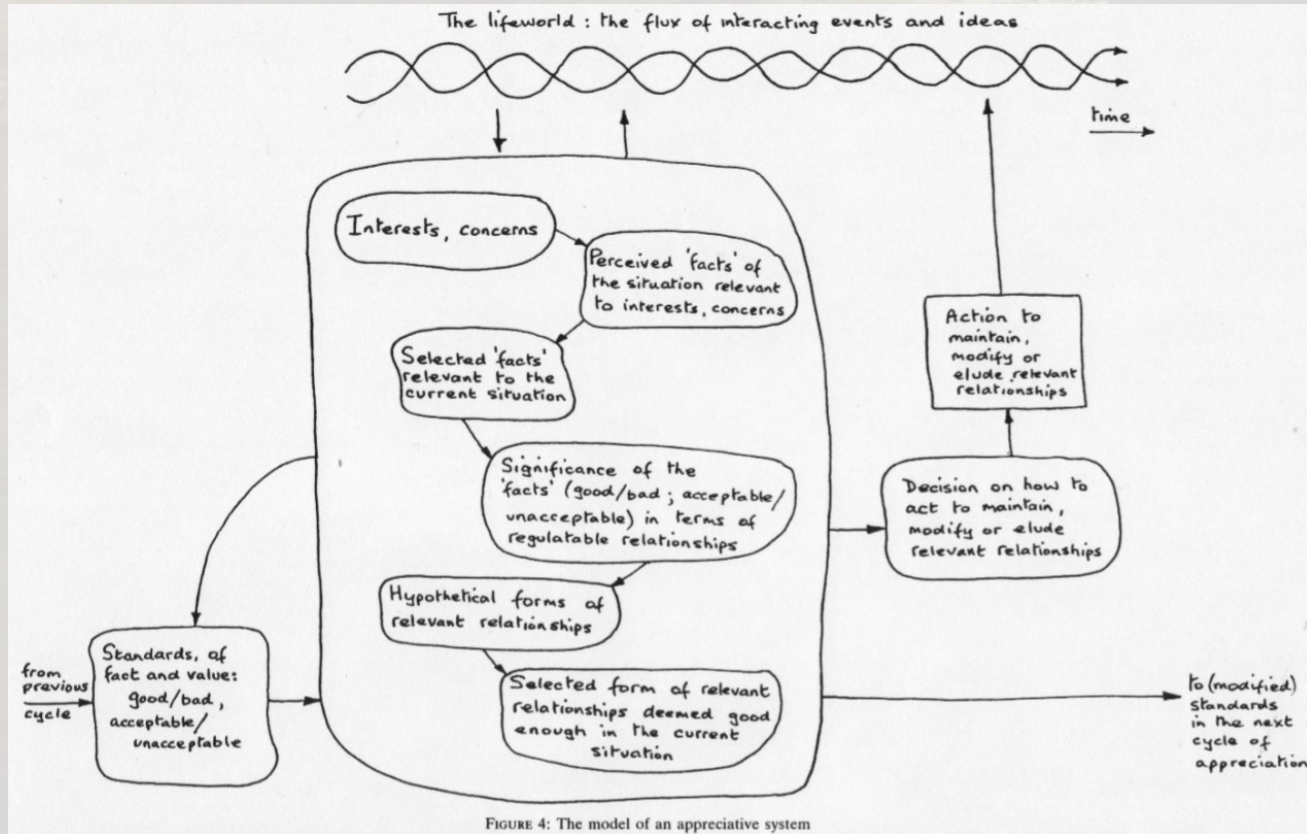 The lifeworld : the flux of interacting events and ideas
time
Interests, concerns
Perceived 'facts' of
the situation relevant
to interests, concerns
Selected 'facts'
relevant to the
current situation
Significance of the
'facts' (good/bad ; acceptable/
unacceptable) in terms of
regulatable relationships
Hypothetical forms of
relevant relationships
Selected form of relevant
relationships deemed good
enough in the current
situation
Action to
maintain,
modify or
elude relevant
relationships
Decision on how to
act to maintain,
modify or elude
relevant relationships
from
previous
cycle
Standards, of
fact and value:
good/bad,
acceptable/
unacceptable
to (modified)
standards
in the next
cycle of
appreciation
FIGURE 4: The model of an appreciative system